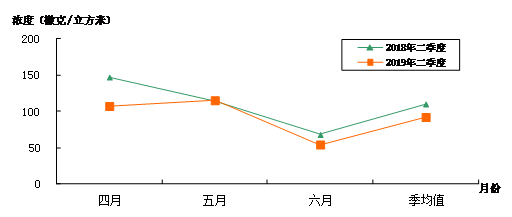 浓度（微克/立方米）
200
150
100
50
0
2018年二季度
2019年二季度
四月 五月 六月 季均值
月份